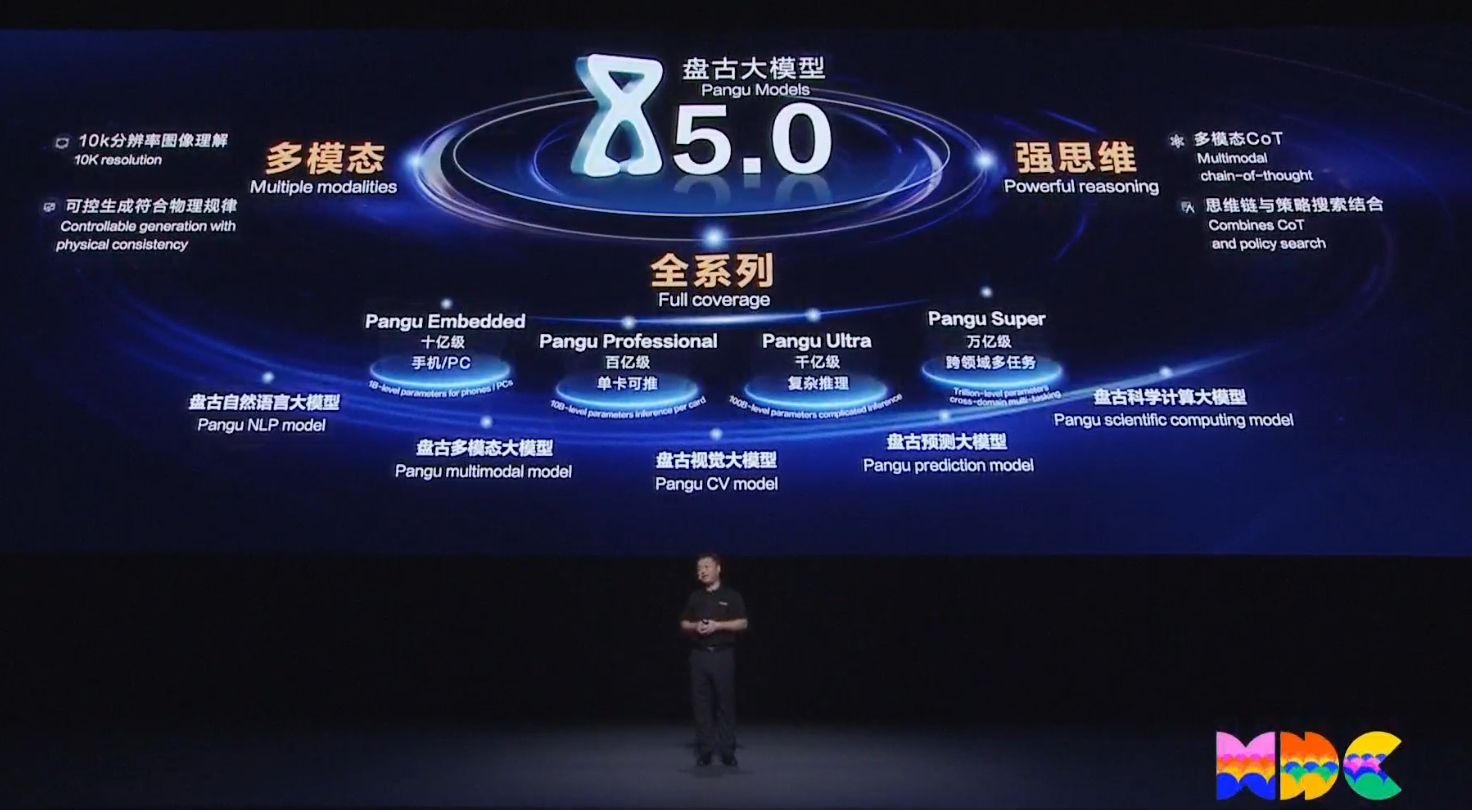 盘古大模型
Pangu Models
5.0
10k分辨率图像理解
10K resolution
可控生成符合物理规律
Controllable generation with
physical consistency
多模态
Multiple modalities
强思维
Powerful reasoning
多模态CoT
Multimodal
chain-of-thought
思维链与策略搜索结合
Combines CoT
and policy search
全系列
Full coverage
Pangu Embedded
十亿级
手机/PC
1B-level parameters for phones / PCs
Pangu Professional
百亿级
单卡可推
10B-level parameters inference per card
Pangu Ultra
千亿级
复杂推理
100B-level parameters complicated inference
Pangu Super
万亿级
跨领域多任务
Trillion-level parameters
cross-domain multi-tasking
盘古自然语言大模型
Pangu NLP model
盘古多模态大模型
Pangu multimodal model
盘古视觉大模型
Pangu CV model
盘古预测大模型
Pangu prediction model
盘古科学计算大模型
Pangu scientific computing model
HDC